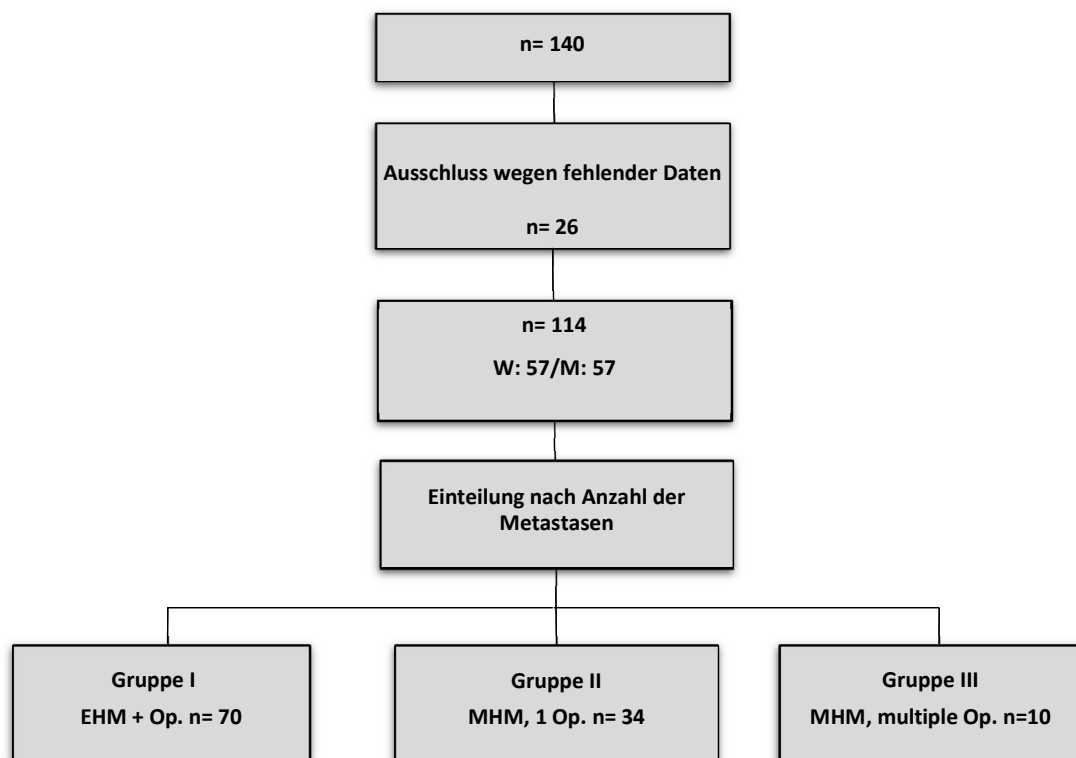 n= 140
Ausschluss wegen fehlender Daten
n= 26
n= 114
W: 57/M: 57
Einteilung nach Anzahl der
Metastasen
Gruppe I
EHM + Op. n= 70
Gruppe II
MHM, 1 Op. n= 34
Gruppe III
MHM, multiple Op. n=10